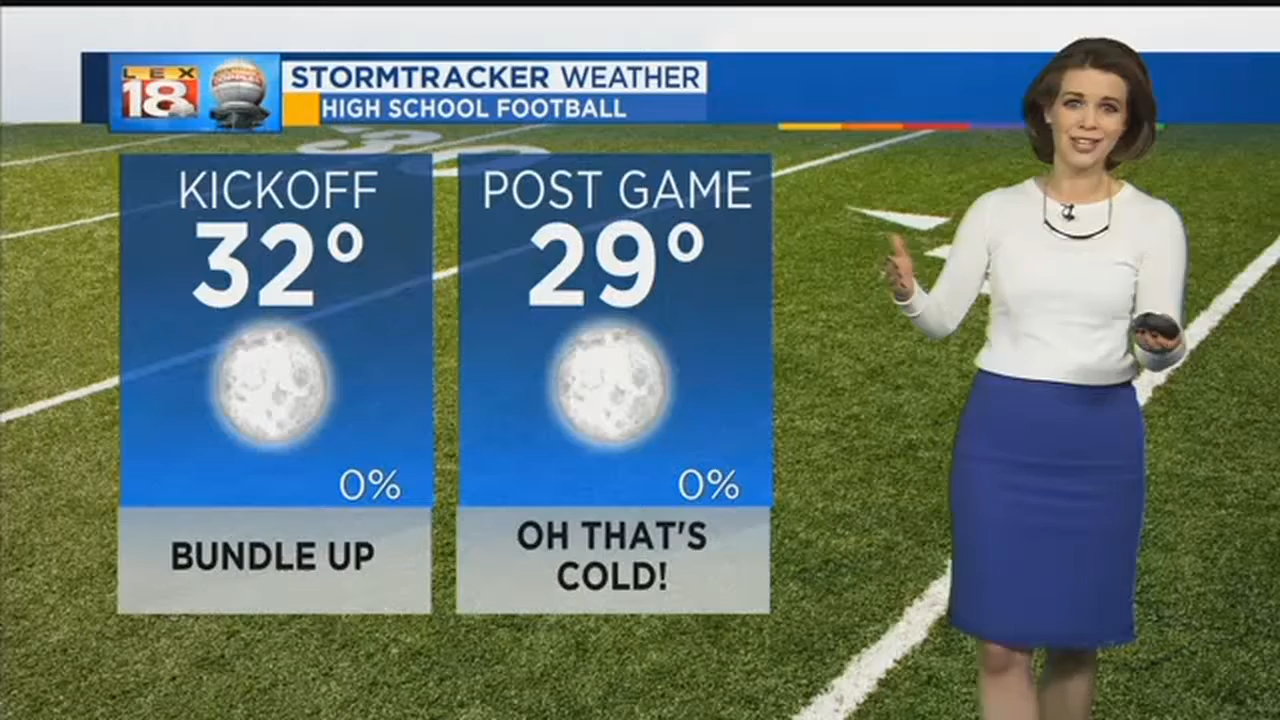 LEX
18
STORMTRACKER WEATHER
HIGH SCHOOL FOOTBALL
30
KICKOFF
32°
0%
BUNDLE UP
POST GAME
29°
0%
OH THAT'S
COLD!